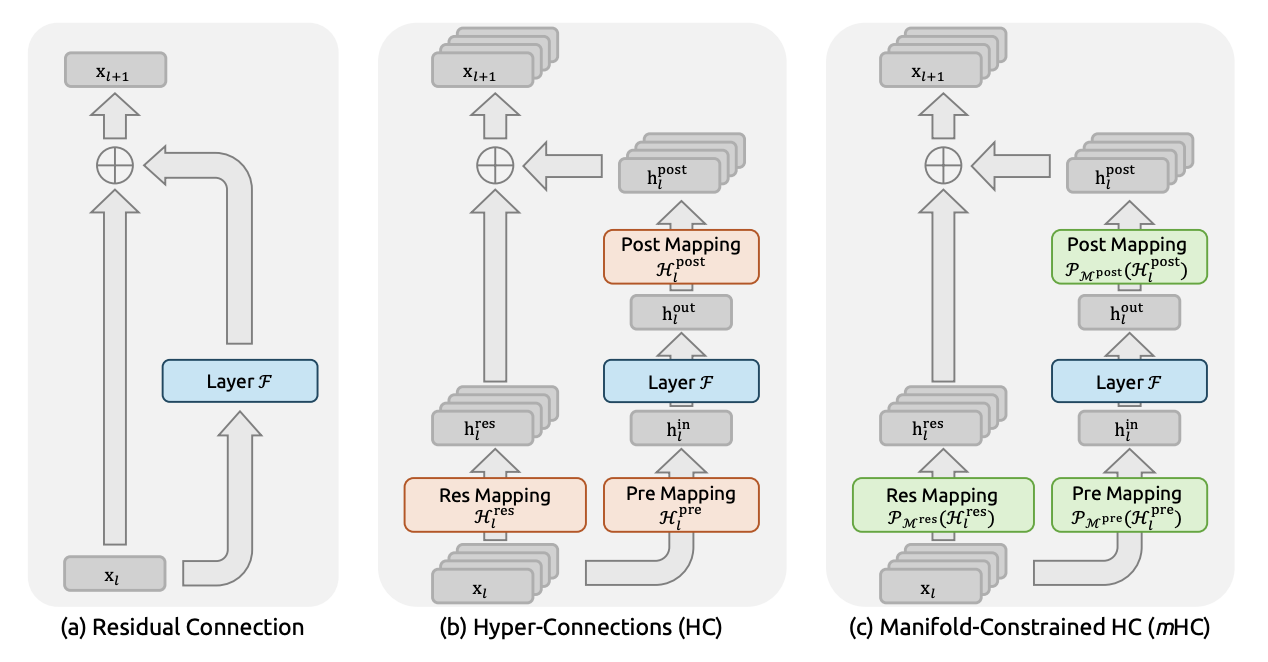 x_{l+1}
Layer ℱ
x_l
(a) Residual Connection
x_{l+1}
h_l^{post}
Post Mapping
ℋ_l^{post}
h_l^{out}
Layer ℱ
h_l^{res}
h_l^{in}
Res Mapping
ℋ_l^{res}
Pre Mapping
ℋ_l^{pre}
x_l
(b) Hyper-Connections (HC)
x_{l+1}
h_l^{post}
Post Mapping
𝒫_{ℳ^{post}}(ℋ_l^{post})
h_l^{out}
Layer ℱ
h_l^{res}
h_l^{in}
Res Mapping
𝒫_{ℳ^{res}}(ℋ_l^{res})
Pre Mapping
𝒫_{ℳ^{pre}}(ℋ_l^{pre})
x_l
(c) Manifold-Constrained HC (mHC)